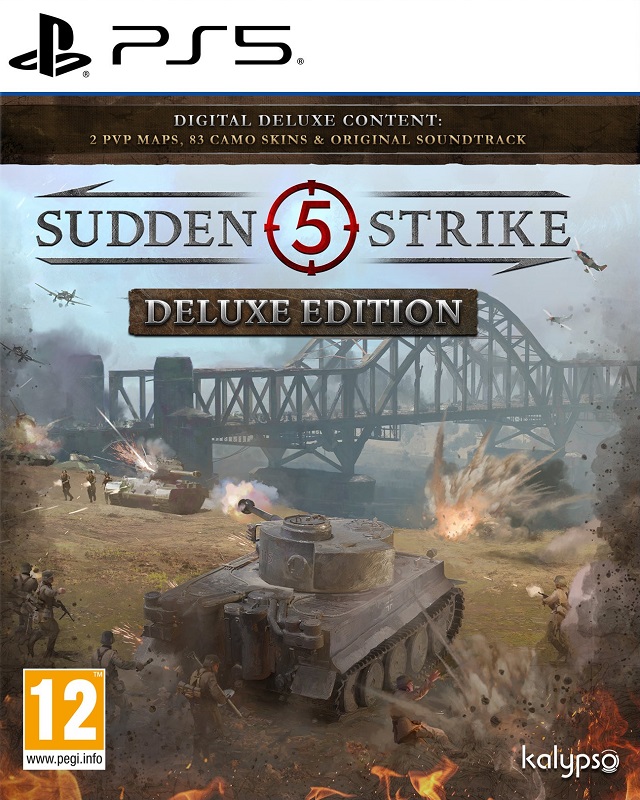 PS5®
DIGITAL DELUXE CONTENT:
2 PVP MAPS, 83 CAMO SKINS & ORIGINAL SOUNDTRACK
SUDDEN 5 STRIKE
DELUXE EDITION
12™
www.pegi.info
kalypso